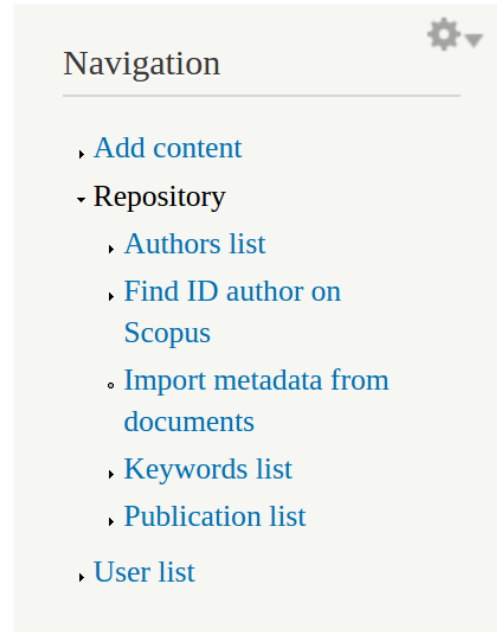 Navigation
Add content
Repository
Authors list
Find ID author on
Scopus
Import metadata from
documents
Keywords list
Publication list
User list